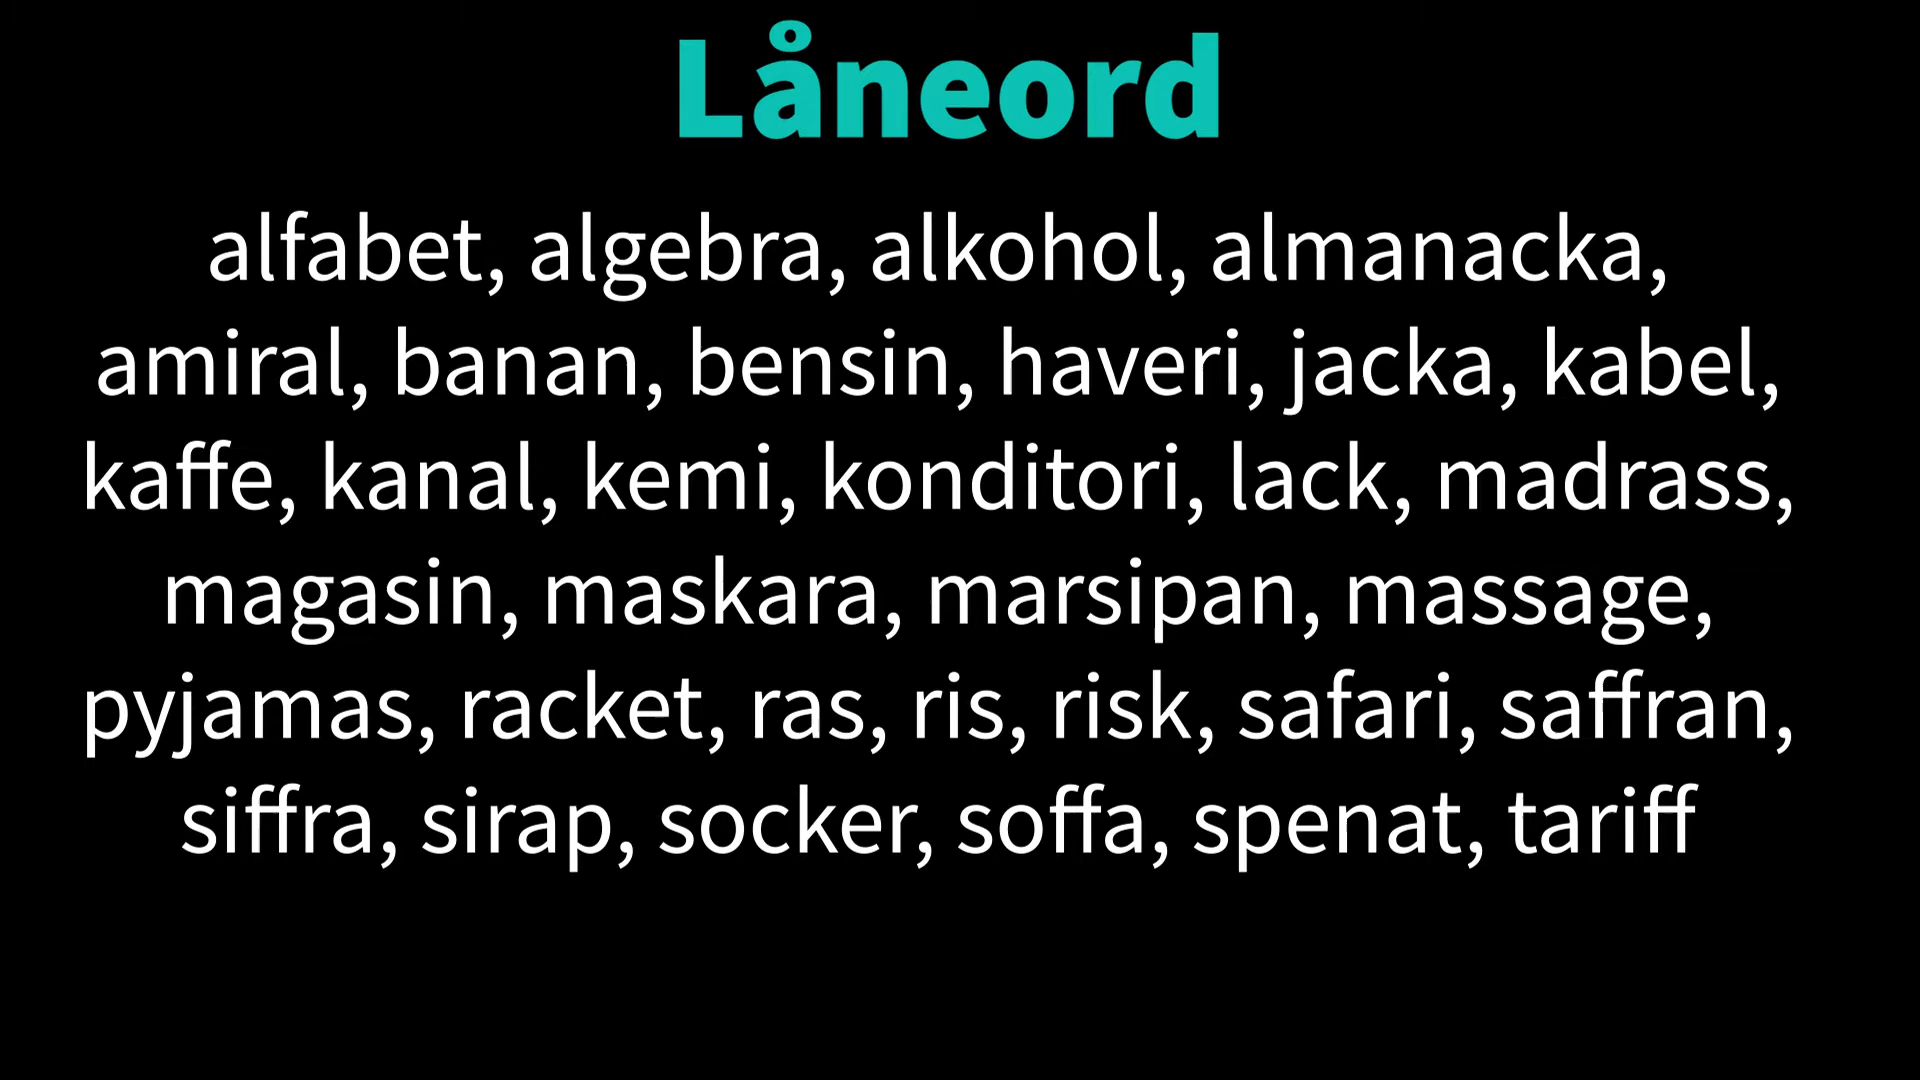 Låneord
alfabet, algebra, alkohol, almanacka,
amiral, banan, bensin, haveri, jacka, kabel,
kaffe, kanal, kemi, konditori, lack, madrass,
magasin, maskara, marsipan, massage,
pyjamas, racket, ras, ris, risk, safari, saffran,
siffra, sirap, socker, soffa, spenat, tariff